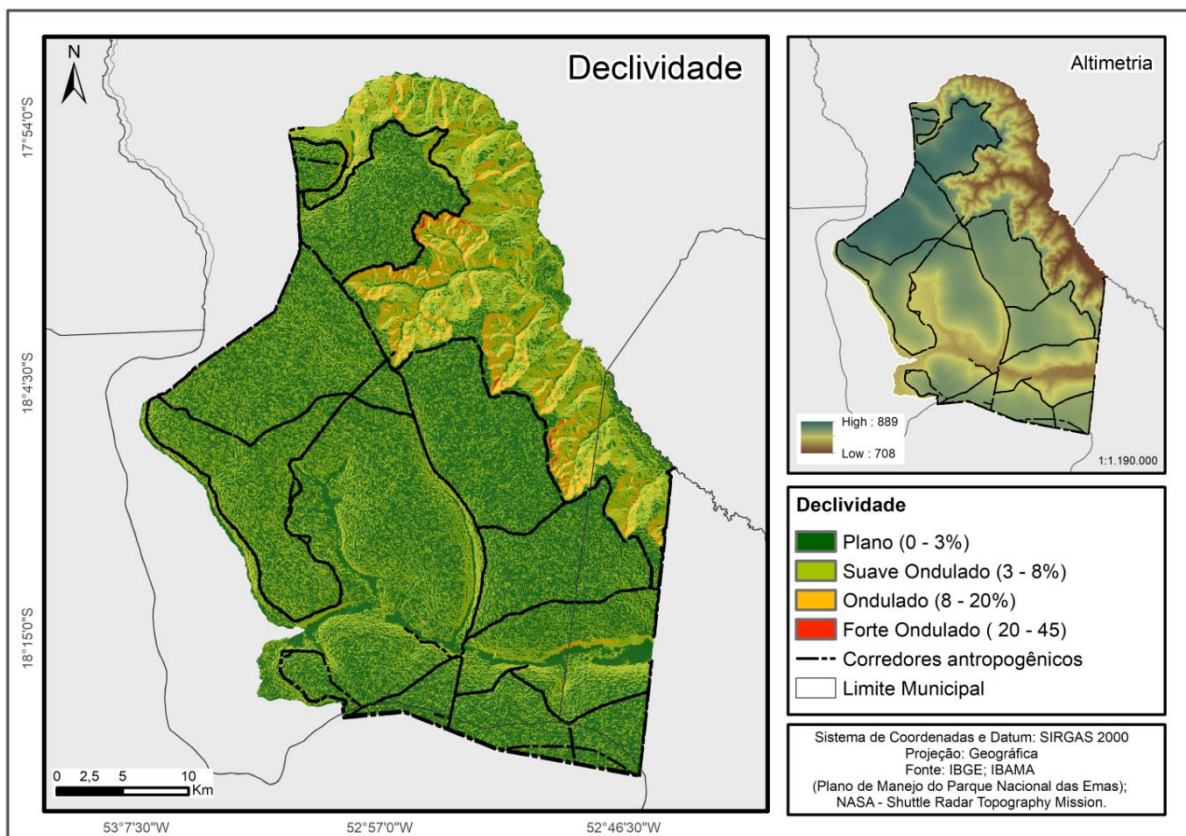 N
Declividade
17°54'0"S
18°4'30"S
18°15'0"S
0 2,5 5 10
Km
53°7'30"W 52°57'0"W 52°46'30"W
Altimetria
High : 889
Low : 708
1:1.190.000
Declividade
Plano (0 - 3%)
Suave Ondulado (3 - 8%)
Ondulado (8 - 20%)
Forte Ondulado ( 20 - 45)
Corredores antropogênicos
Limite Municipal
Sistema de Coordenadas e Datum: SIRGAS 2000
Projeção: Geográfica
Fonte: IBGE; IBAMA
(Plano de Manejo do Parque Nacional das Emas);
NASA - Shuttle Radar Topography Mission.